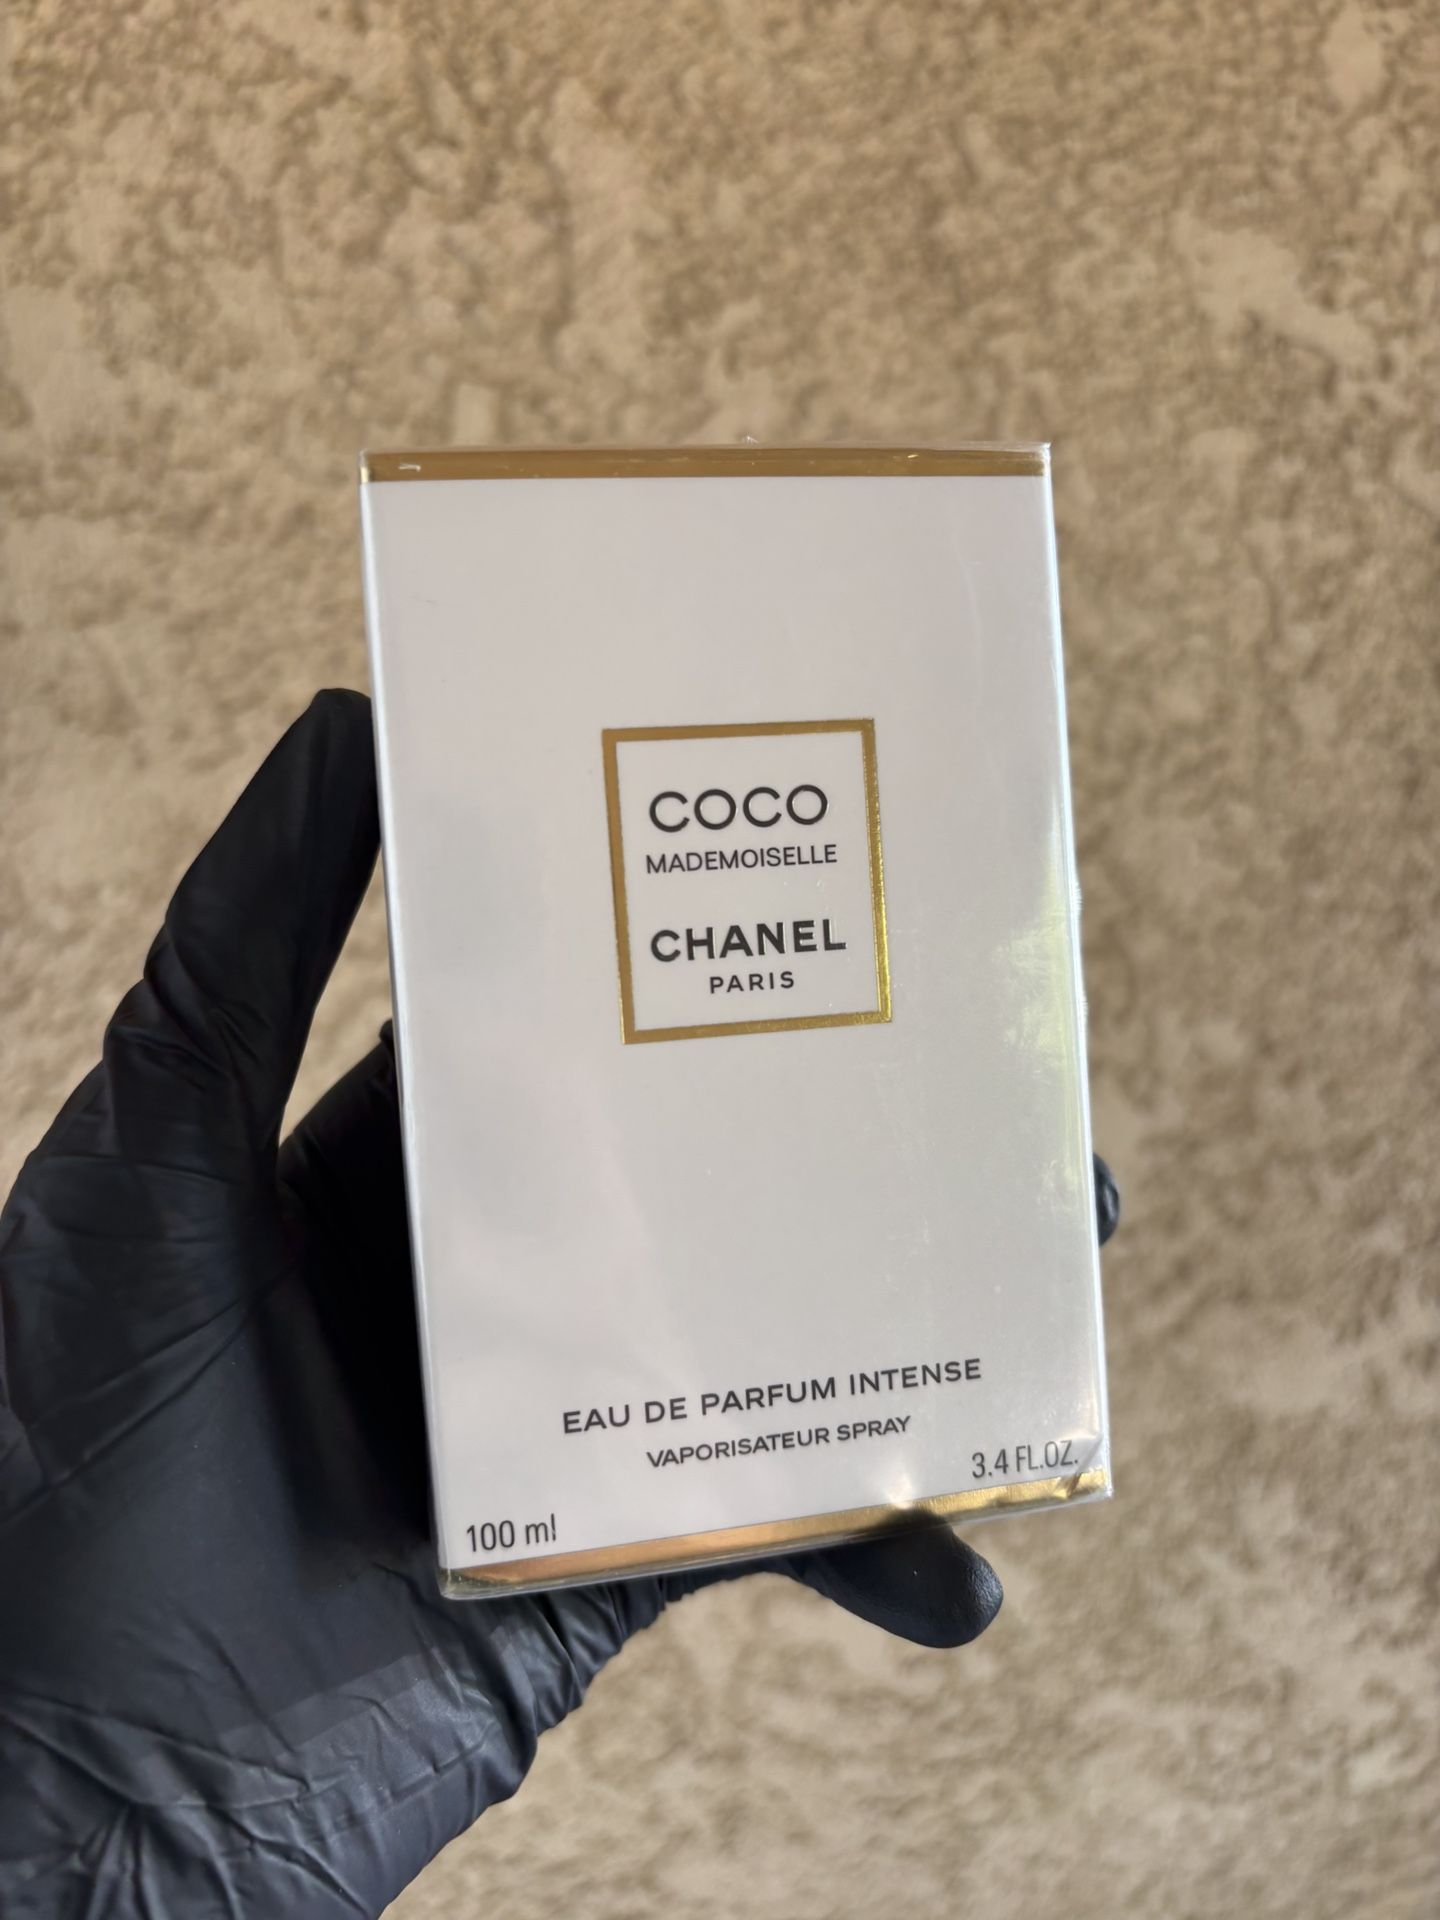 COCO
MADEMOISELLE
CHANEL
PARIS
EAU DE PARFUM INTENSE
VAPORISATEUR SPRAY
100 ml
3.4 FL.OZ.